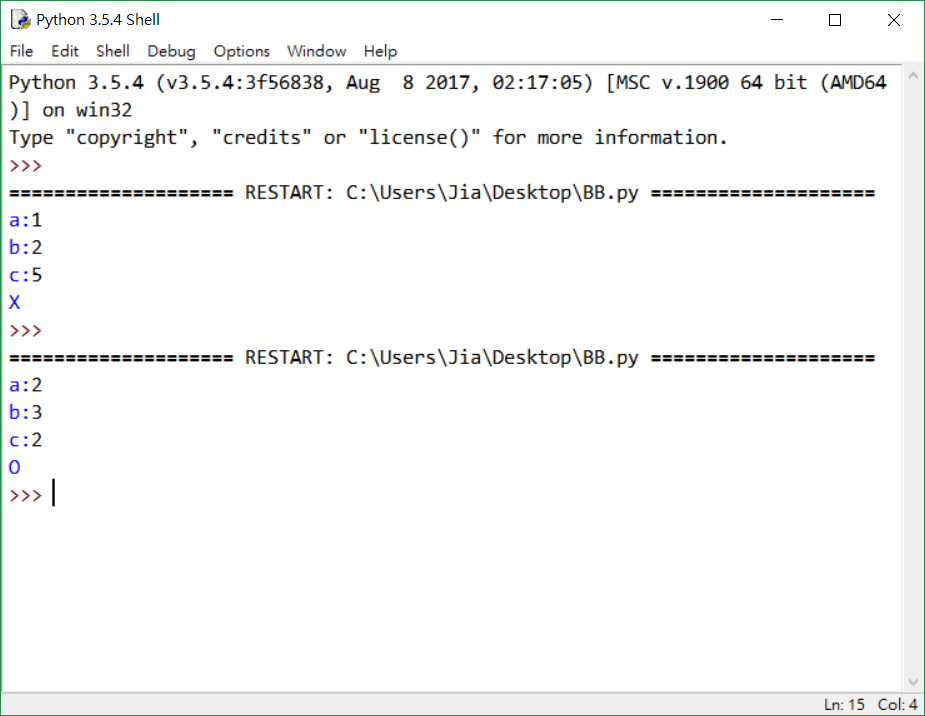 Python 3.5.4 Shell
File Edit Shell Debug Options Window Help
Python 3.5.4 (v3.5.4:3f56838, Aug  8 2017, 02:17:05) [MSC v.1900 64 bit (AMD64
)] on win32
Type "copyright", "credits" or "license()" for more information.
>>>
==================== RESTART: C:\Users\Jia\Desktop\BB.py ====================
a:1
b:2
c:5
X
>>>
==================== RESTART: C:\Users\Jia\Desktop\BB.py ====================
a:2
b:3
c:2
O
>>>
Ln: 15 Col: 4